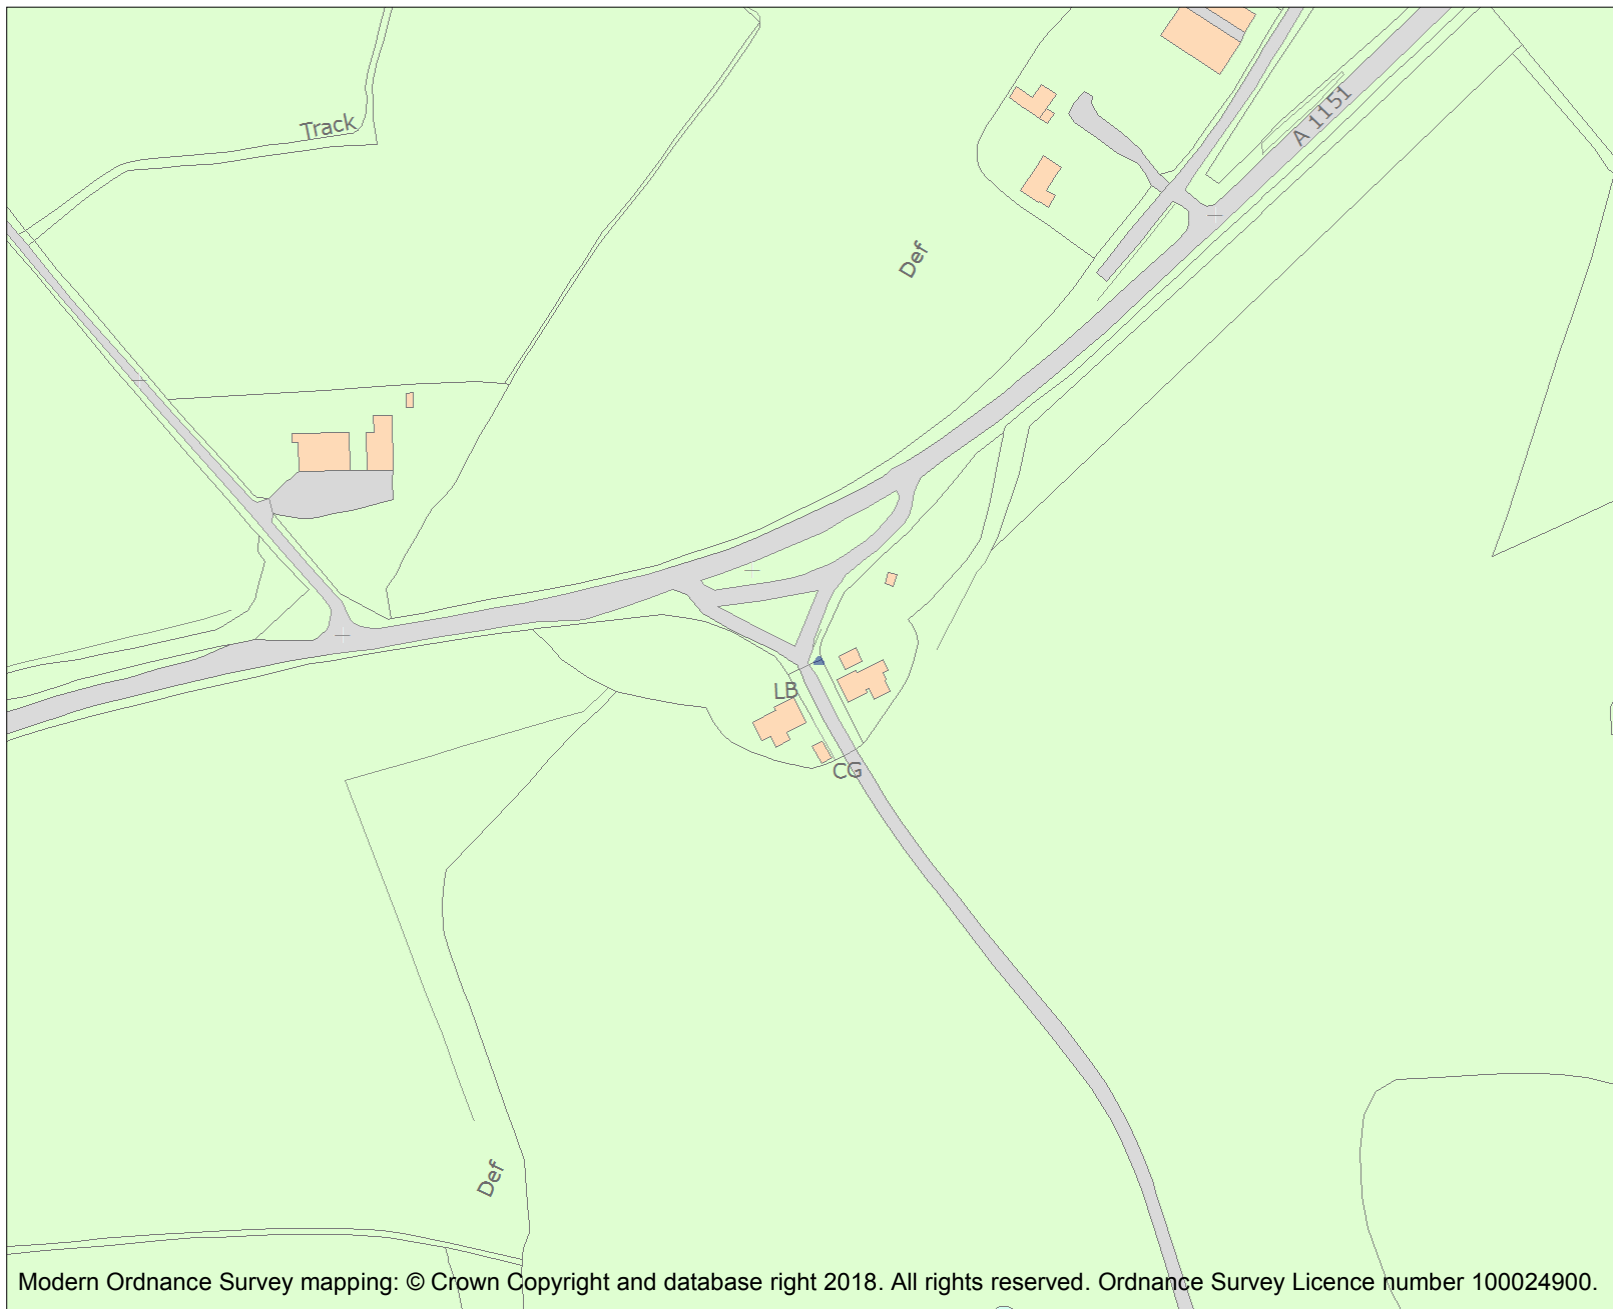 Track
A 1151
Def
LB
CG
Def
Modern Ordnance Survey mapping: © Crown Copyright and database right 2018. All rights reserved. Ordnance Survey Licence number 100024900.